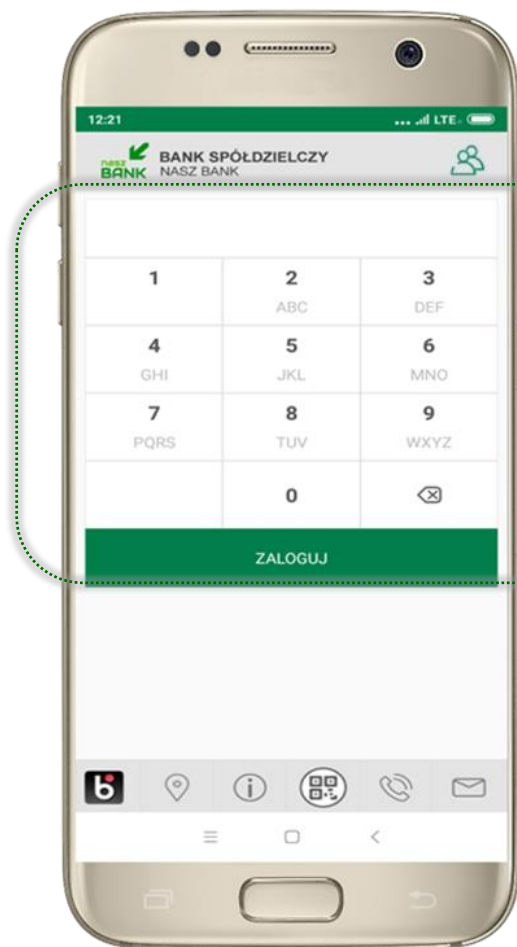 12:21
LTE
nasz BANK
BANK SPÓŁDZIELCZY
NASZ BANK
1 2 3
ABC DEF
4 5 6
GHI JKL MNO
7 8 9
PQRS TUV WXYZ
0
ZALOGUJ
b
i